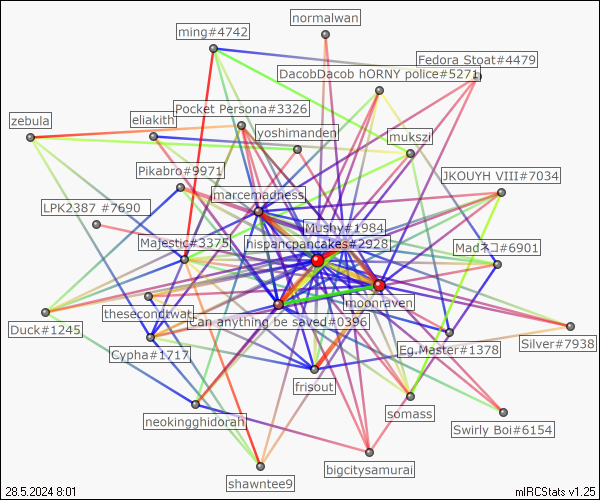 normalwan
ming#4742
Fedora Stoat#4479
DacobDacob hORNY police#5271
Pocket Persona#3326
zebula
eliakith
yoshimanden
mukszi
Pikabro#9971
JKOUYH VIII#7034
marcemadness
LPK2387 #7690
Mushy#1984
Majestic#3375
hispancpancakes#2928
Madネコ#6901
moonraven
thesecondtwat
Can anything be saved#0396
Duck#1245
Silver#7938
Eg.Master#1378
Cypha#1717
frisout
somass
neokingghidorah
Swirly Boi#6154
bigcitysamurai
shawntee9
28.5.2024 8:01
mIRCStats v1.25